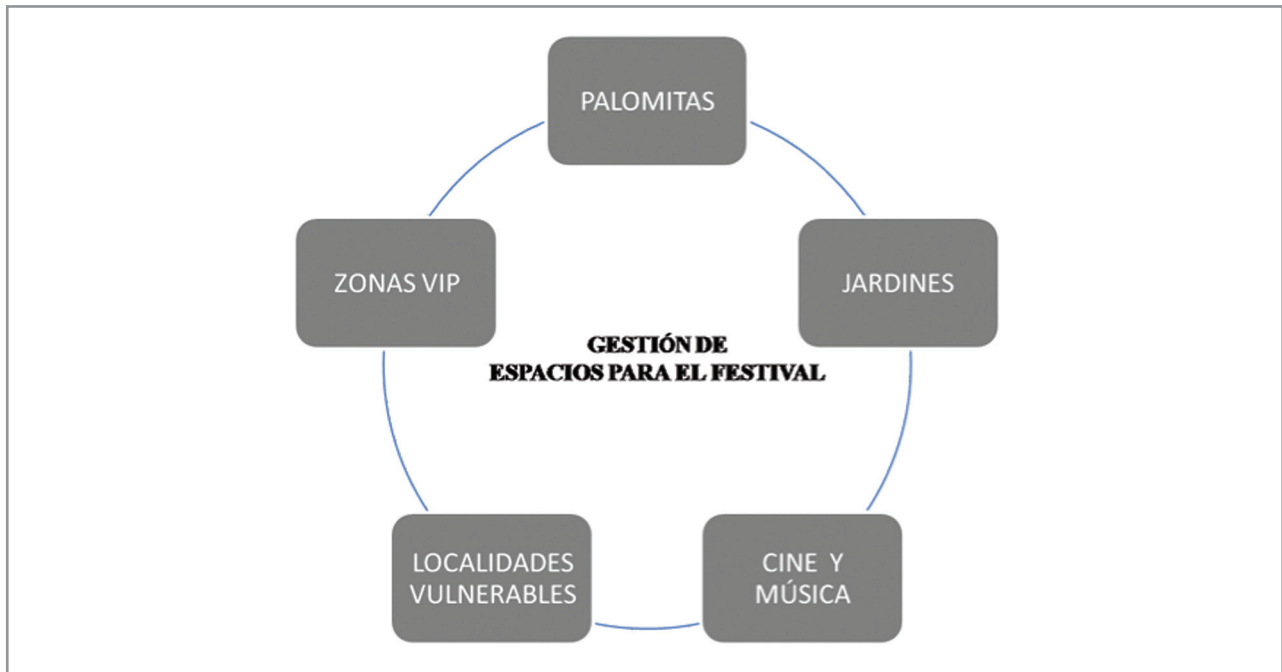 PALOMITAS
ZONAS VIP
JARDINES
GESTIÓN DE
ESPACIOS PARA EL FESTIVAL
LOCALIDADES
VULNERABLES
CINE Y
MÚSICA